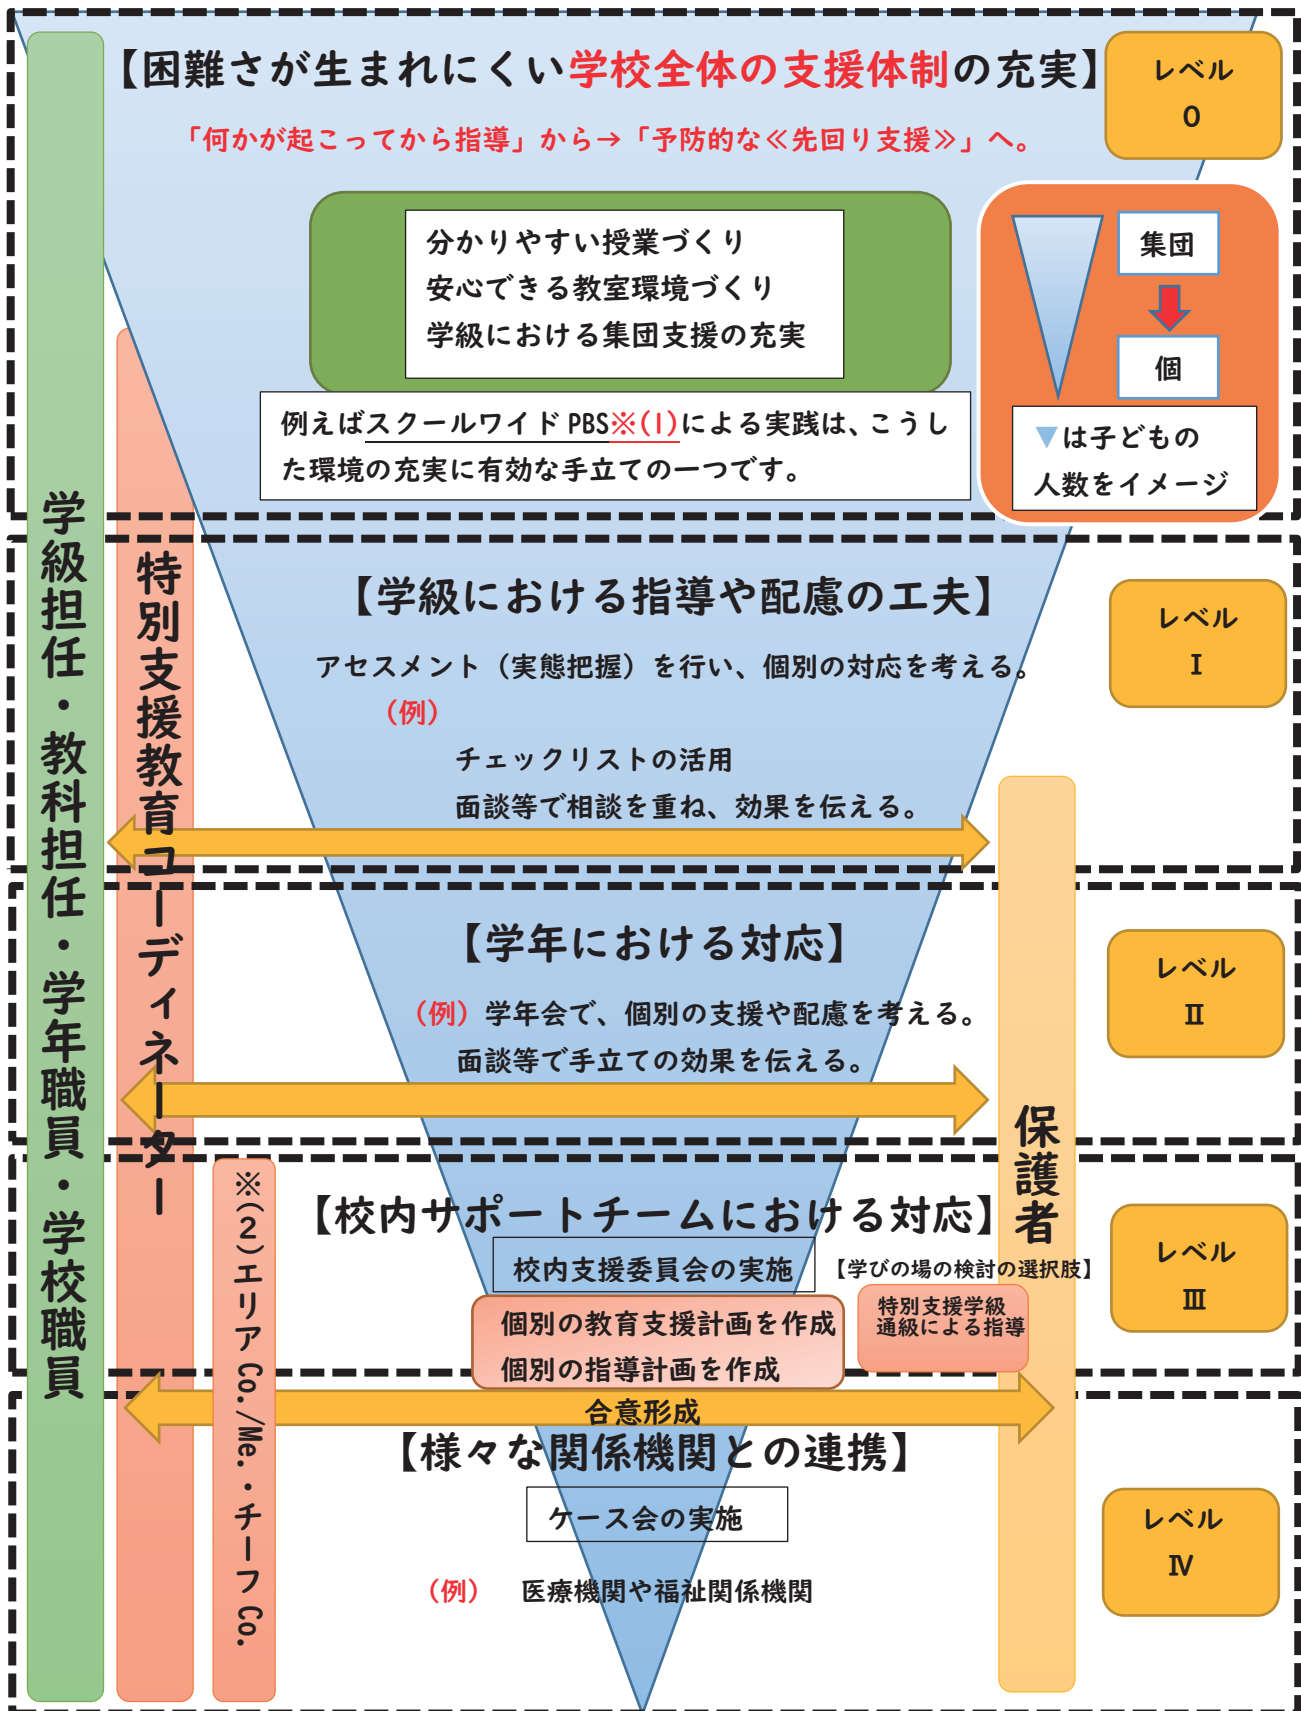 【困難さが生まれにくい学校全体の支援体制の充実】
レベル
0
「何かが起こってから指導」から→「予防的な≪先回り支援≫」へ。
分かりやすい授業づくり
安心できる教室環境づくり
学級における集団支援の充実
集団
個
▼は子どもの
人数をイメージ
例えばスクールワイドPBS※(1)による実践は、こうし
た環境の充実に有効な手立ての一つです。
学級担任・教科担任・学年職員・学校職員
特別支援教育コーディネーター
【学級における指導や配慮の工夫】
レベル
Ⅰ
アセスメント（実態把握）を行い、個別の対応を考える。
（例）
チェックリストの活用
面談等で相談を重ね、効果を伝える。
【学年における対応】
レベル
Ⅱ
（例）学年会で、個別の支援や配慮を考える。
面談等で手立ての効果を伝える。
保護者
※(2)エリアCo./Me.・チーフCo.
【校内サポートチームにおける対応】
レベル
Ⅲ
校内支援委員会の実施
【学びの場の検討の選択肢】
個別の教育支援計画を作成
個別の指導計画を作成
特別支援学級
通級による指導
合意形成
【様々な関係機関との連携】
レベル
Ⅳ
ケース会の実施
（例）　医療機関や福祉関係機関